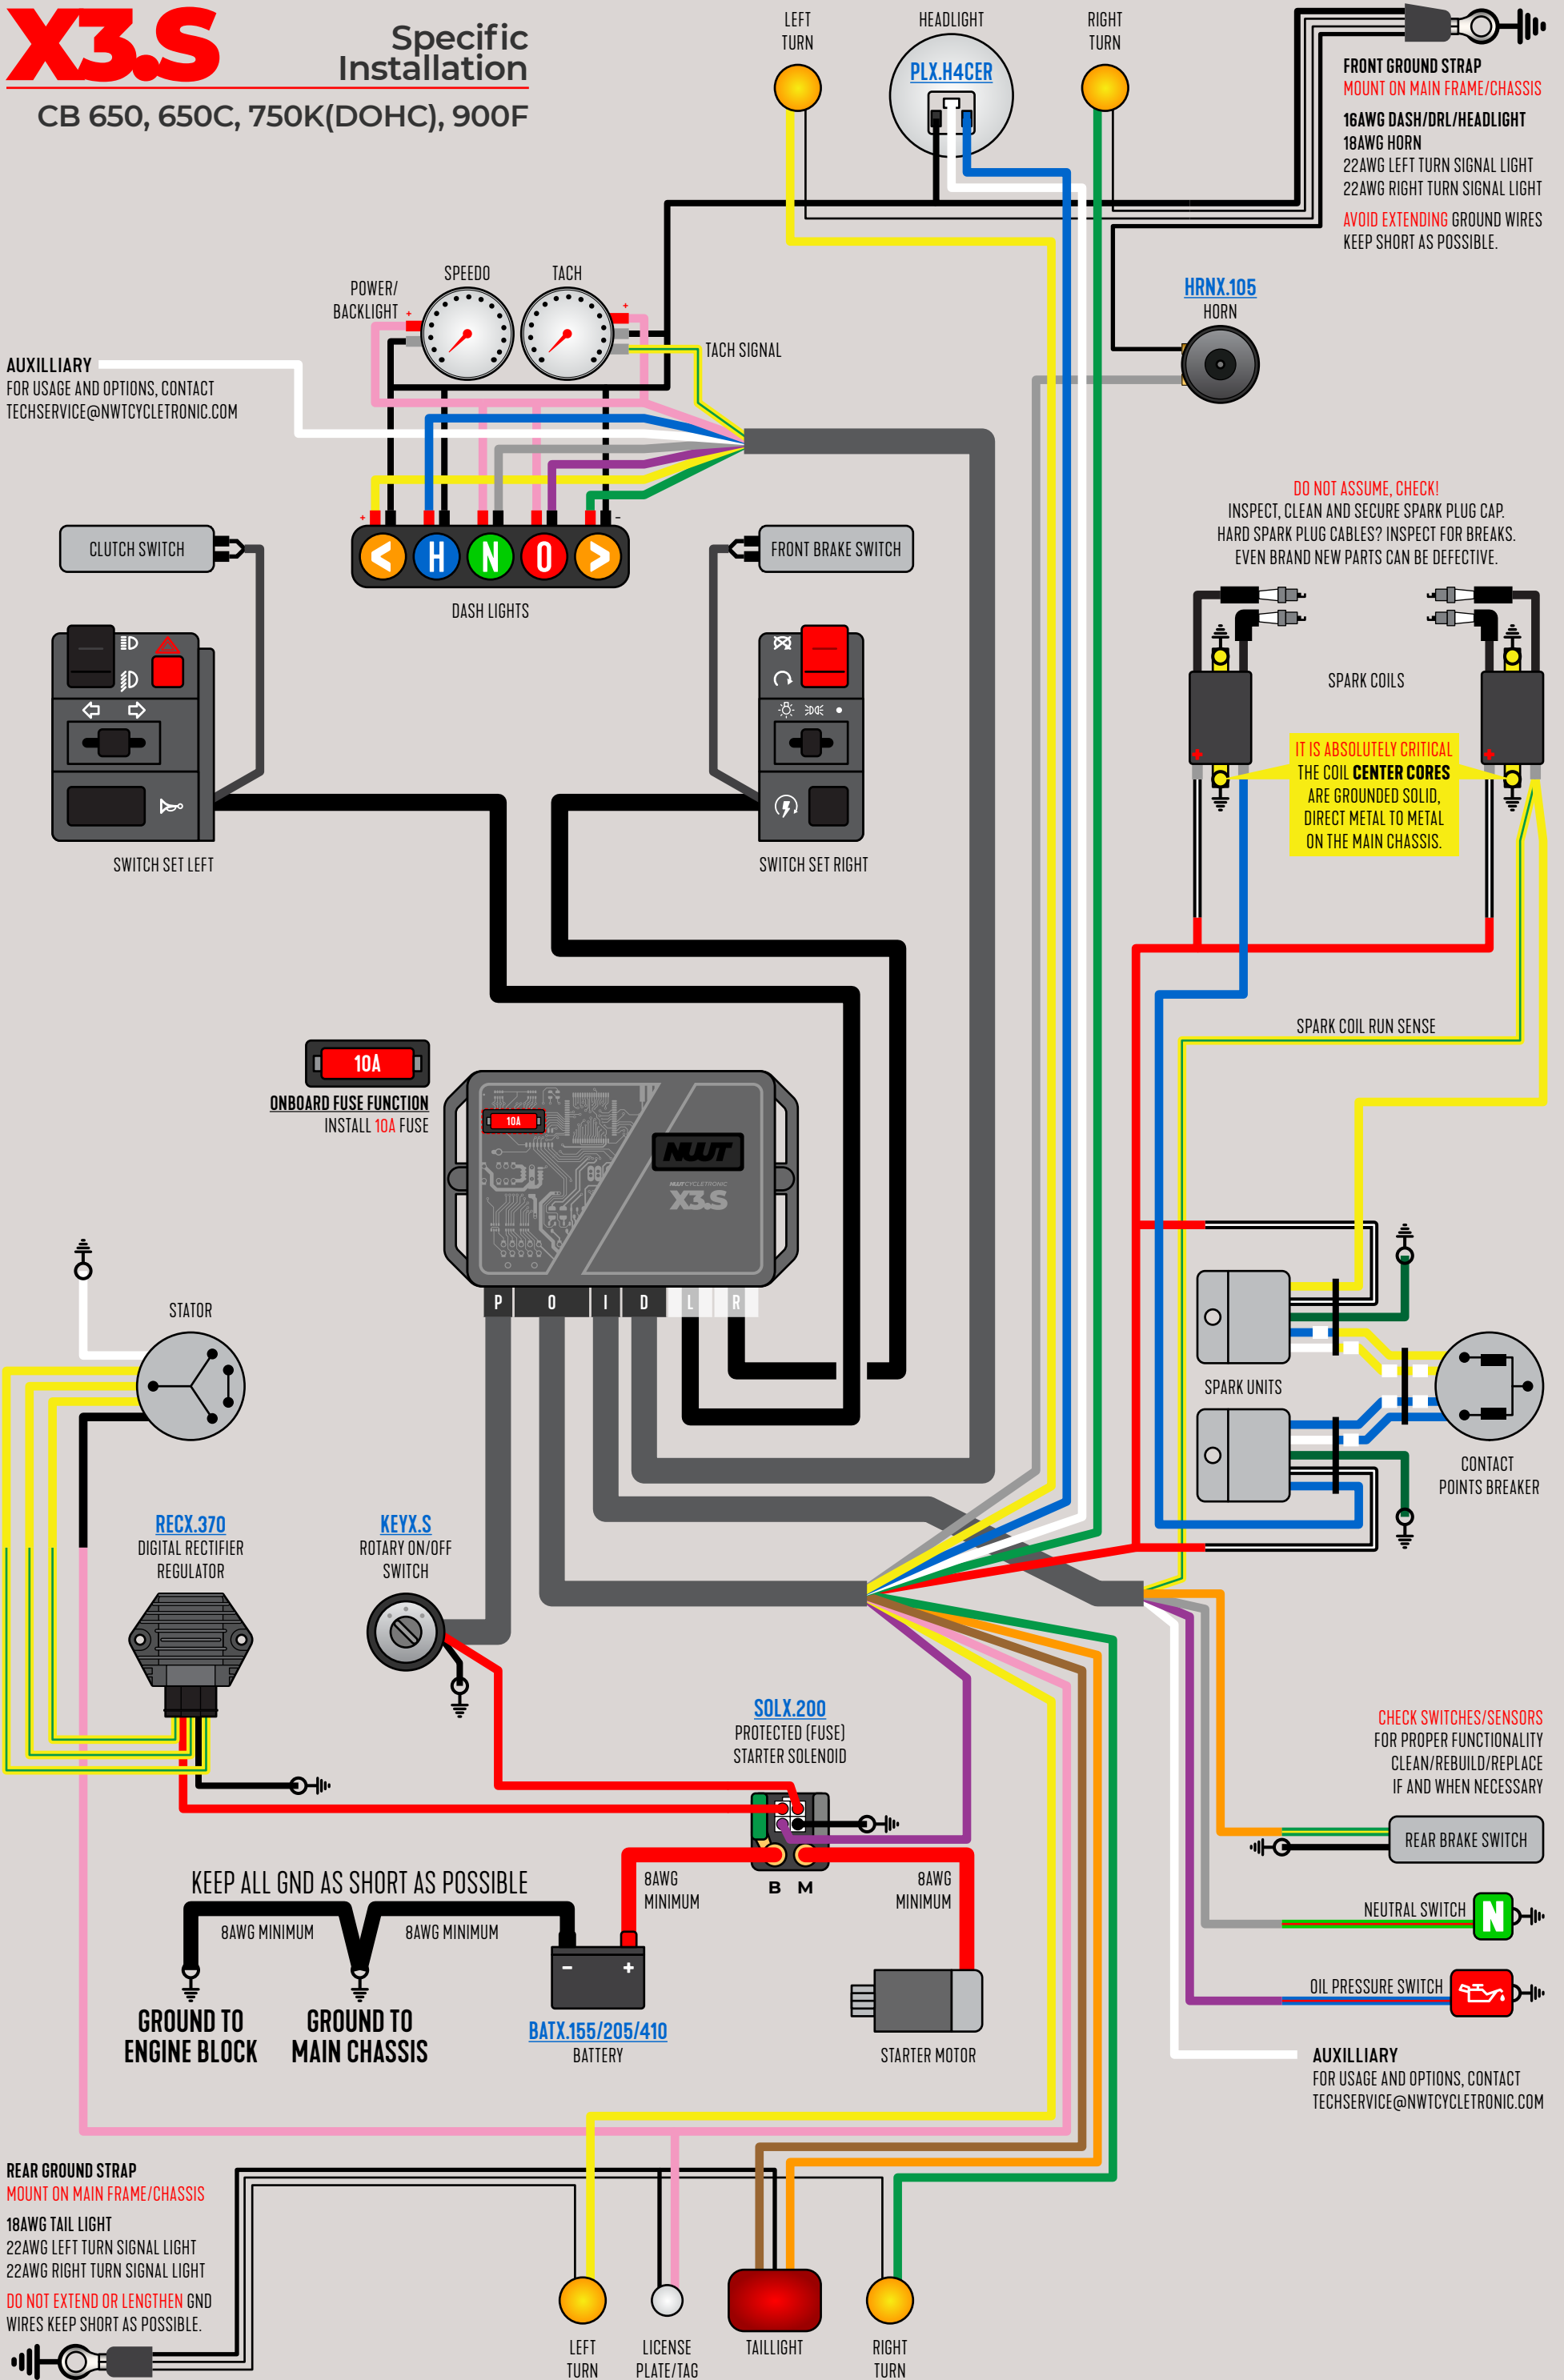 X3.S
Specific
Installation
CB 650, 650C, 750K(DOHC), 900F
LEFT
TURN
HEADLIGHT
PLX.H4CER
RIGHT
TURN
FRONT GROUND STRAP
MOUNT ON MAIN FRAME/CHASSIS
16AWG DASH/DRL/HEADLIGHT
18AWG HORN
22AWG LEFT TURN SIGNAL LIGHT
22AWG RIGHT TURN SIGNAL LIGHT
AVOID EXTENDING GROUND WIRES
KEEP SHORT AS POSSIBLE.
SPEEDO
TACH
POWER/
BACKLIGHT
+
+
TACH SIGNAL
HRNX.105
HORN
AUXILLIARY
FOR USAGE AND OPTIONS, CONTACT
TECHSERVICE@NWTCYCLETRONIC.COM
+
-
< H N O >
DASH LIGHTS
CLUTCH SWITCH
FRONT BRAKE SWITCH
DO NOT ASSUME, CHECK!
INSPECT, CLEAN AND SECURE SPARK PLUG CAP.
HARD SPARK PLUG CABLES? INSPECT FOR BREAKS.
EVEN BRAND NEW PARTS CAN BE DEFECTIVE.
SPARK COILS
+
+
IT IS ABSOLUTELY CRITICAL
THE COIL CENTER CORES
ARE GROUNDED SOLID,
DIRECT METAL TO METAL
ON THE MAIN CHASSIS.
SWITCH SET LEFT
SWITCH SET RIGHT
SPARK COIL RUN SENSE
10A
ONBOARD FUSE FUNCTION
INSTALL 10A FUSE
10A
NWT
NWTCYCLETRONIC
X3.S
P O I D L R
STATOR
SPARK UNITS
CONTACT
POINTS BREAKER
RECX.370
DIGITAL RECTIFIER
REGULATOR
KEYX.S
ROTARY ON/OFF
SWITCH
SOLX.200
PROTECTED (FUSE)
STARTER SOLENOID
B M
CHECK SWITCHES/SENSORS
FOR PROPER FUNCTIONALITY
CLEAN/REBUILD/REPLACE
IF AND WHEN NECESSARY
REAR BRAKE SWITCH
KEEP ALL GND AS SHORT AS POSSIBLE
8AWG MINIMUM
8AWG MINIMUM
8AWG
MINIMUM
8AWG
MINIMUM
NEUTRAL SWITCH
N
- +
OIL PRESSURE SWITCH
GROUND TO
ENGINE BLOCK
GROUND TO
MAIN CHASSIS
BATX.155/205/410
BATTERY
STARTER MOTOR
AUXILLIARY
FOR USAGE AND OPTIONS, CONTACT
TECHSERVICE@NWTCYCLETRONIC.COM
REAR GROUND STRAP
MOUNT ON MAIN FRAME/CHASSIS
18AWG TAIL LIGHT
22AWG LEFT TURN SIGNAL LIGHT
22AWG RIGHT TURN SIGNAL LIGHT
DO NOT EXTEND OR LENGTHEN GND
WIRES KEEP SHORT AS POSSIBLE.
LEFT
TURN
LICENSE
PLATE/TAG
TAILLIGHT
RIGHT
TURN